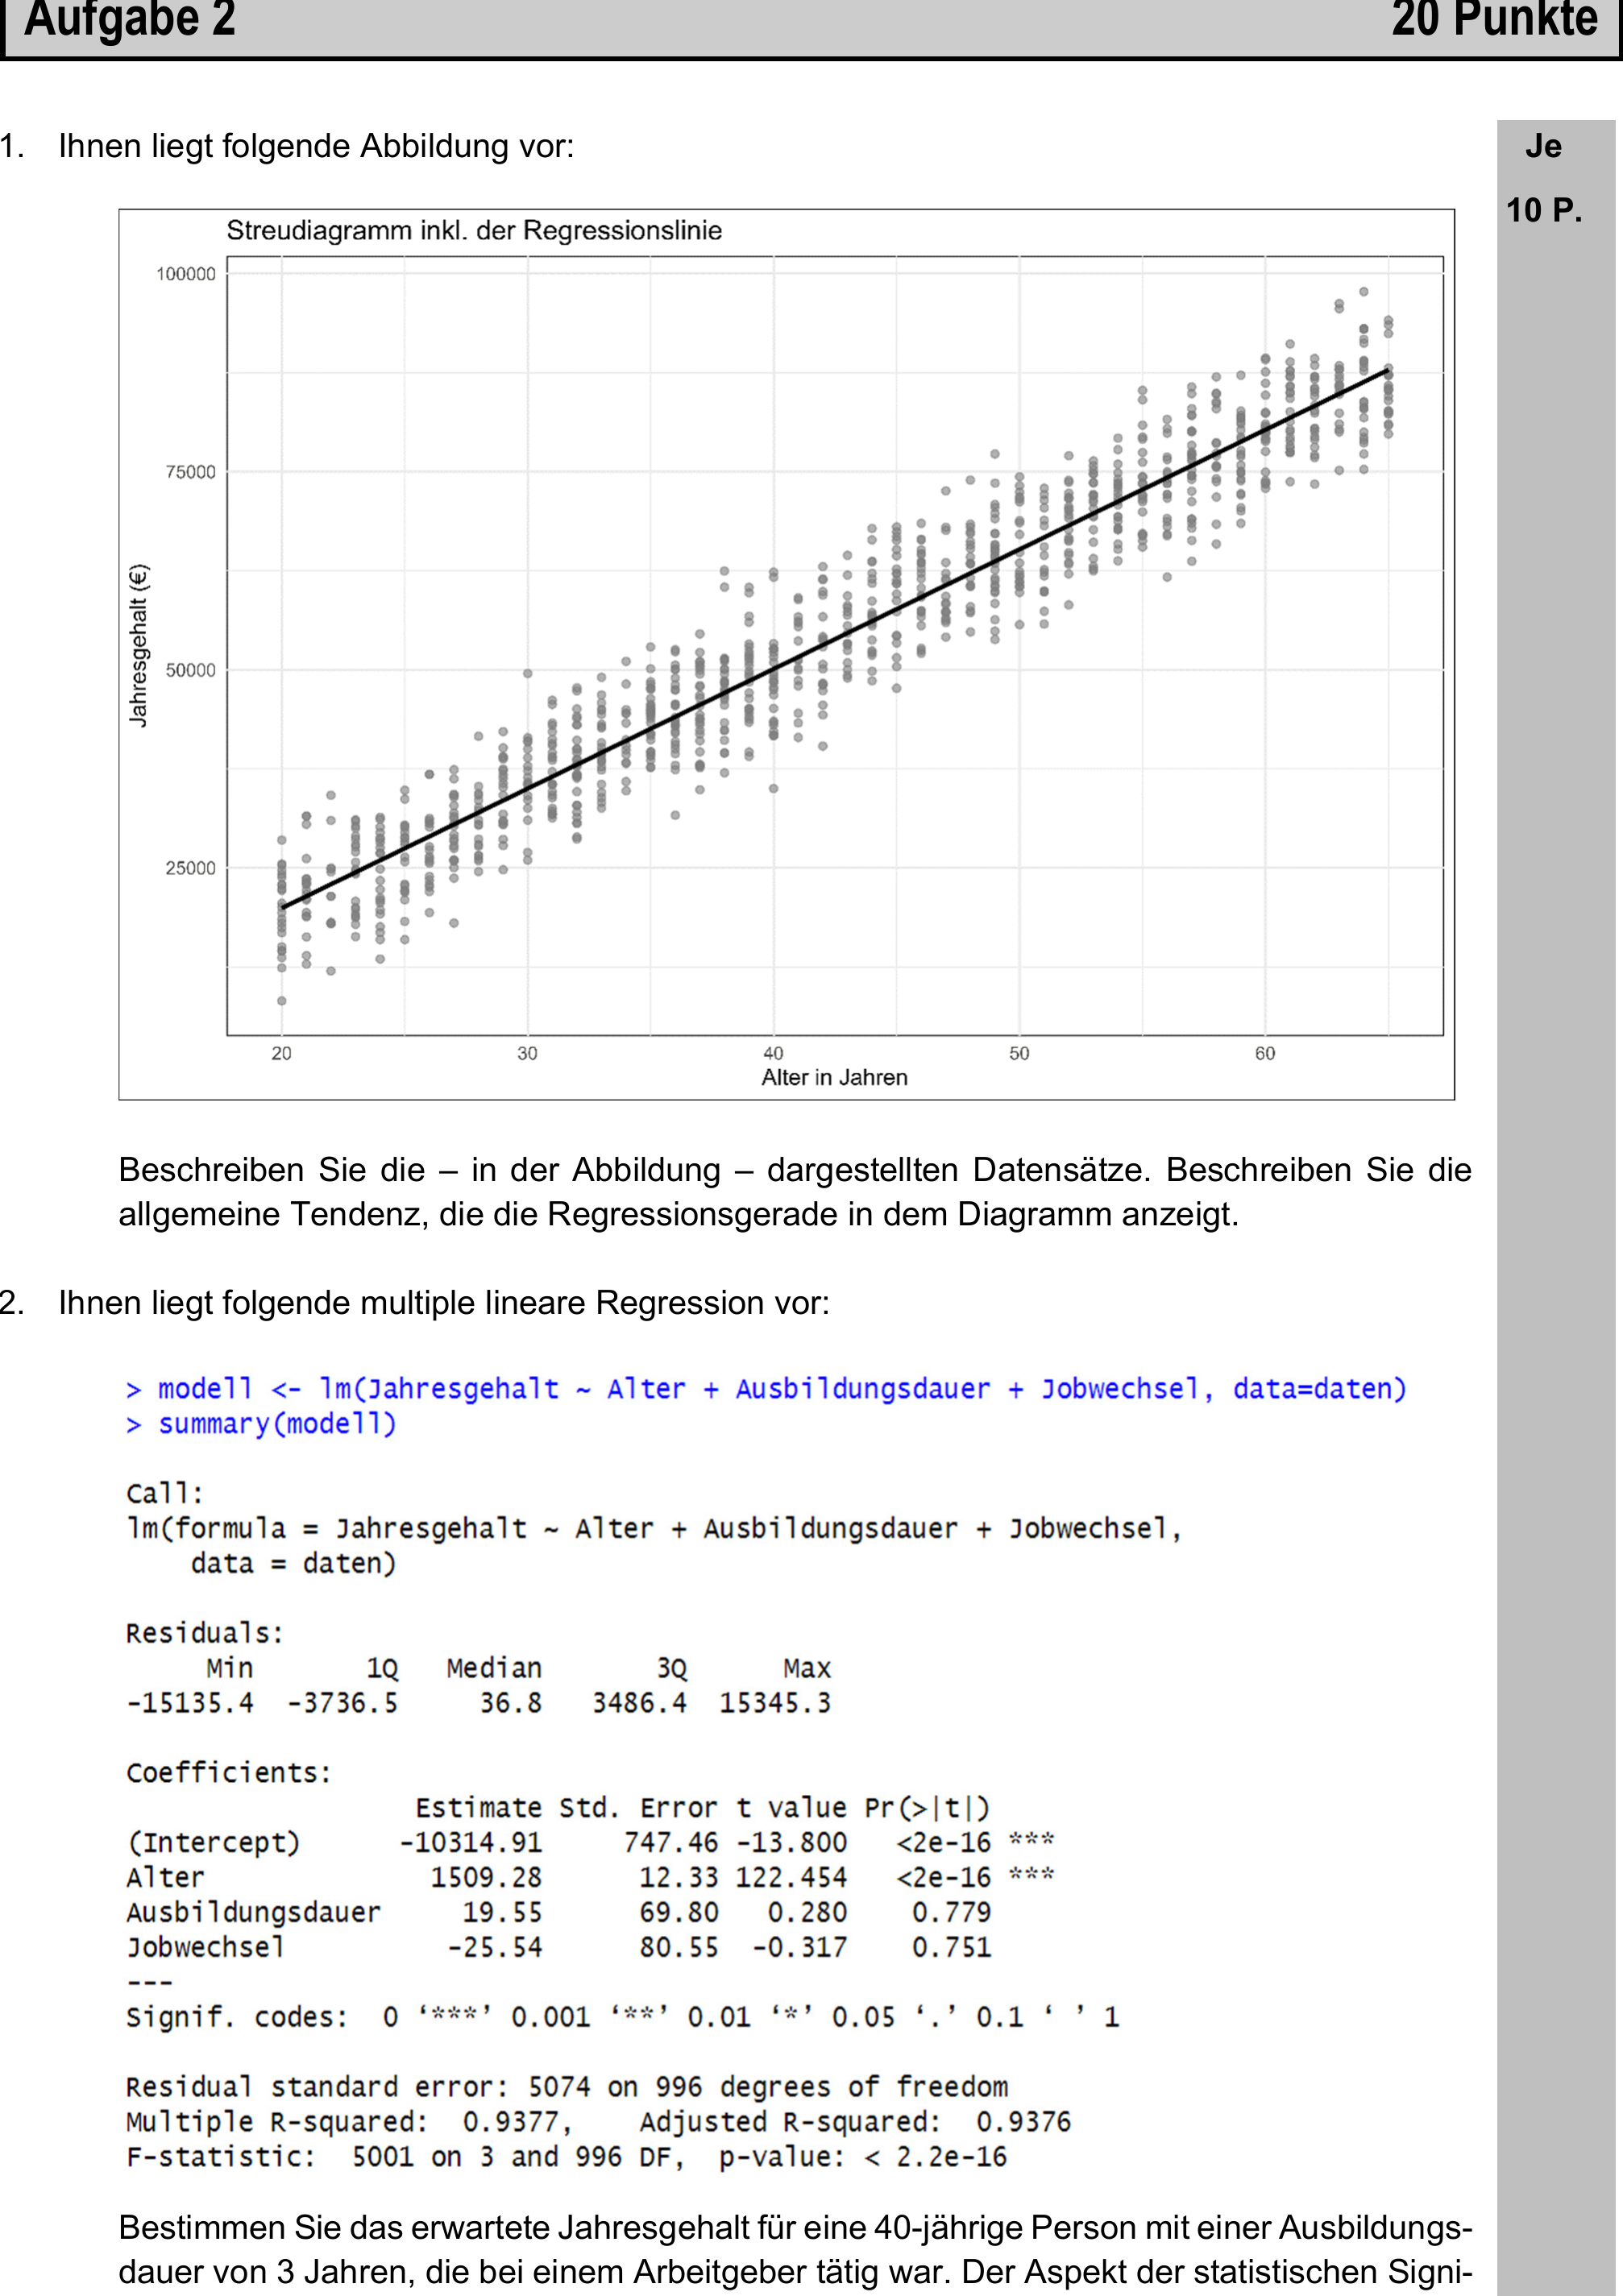 Aufgabe 2 20 Punkte
1. Ihnen liegt folgende Abbildung vor:
Je
10 P.
Streudiagramm inkl. der Regressionslinie
100000
75000
50000
25000
Jahresgehalt (€)
20 30 40 50 60
Alter in Jahren
Beschreiben Sie die – in der Abbildung – dargestellten Datensätze. Beschreiben Sie die
allgemeine Tendenz, die die Regressionsgerade in dem Diagramm anzeigt.
2. Ihnen liegt folgende multiple lineare Regression vor:
> modell <- lm(Jahresgehalt ~ Alter + Ausbildungsdauer + Jobwechsel, data=daten)
> summary(modell)
Call:
lm(formula = Jahresgehalt ~ Alter + Ausbildungsdauer + Jobwechsel,
data = daten)
Residuals:
Min 1Q Median 3Q Max
-15135.4 -3736.5 36.8 3486.4 15345.3
Coefficients:
Estimate Std. Error t value Pr(>|t|)
(Intercept) -10314.91 747.46 -13.800 <2e-16 ***
Alter 1509.28 12.33 122.454 <2e-16 ***
Ausbildungsdauer 19.55 69.80 0.280 0.779
Jobwechsel -25.54 80.55 -0.317 0.751
---
Signif. codes: 0 ‘***’ 0.001 ‘**’ 0.01 ‘*’ 0.05 ‘.’ 0.1 ‘ ’ 1
Residual standard error: 5074 on 996 degrees of freedom
Multiple R-squared: 0.9377, Adjusted R-squared: 0.9376
F-statistic: 5001 on 3 and 996 DF, p-value: < 2.2e-16
Bestimmen Sie das erwartete Jahresgehalt für eine 40-jährige Person mit einer Ausbildungs-
dauer von 3 Jahren, die bei einem Arbeitgeber tätig war. Der Aspekt der statistischen Signi-